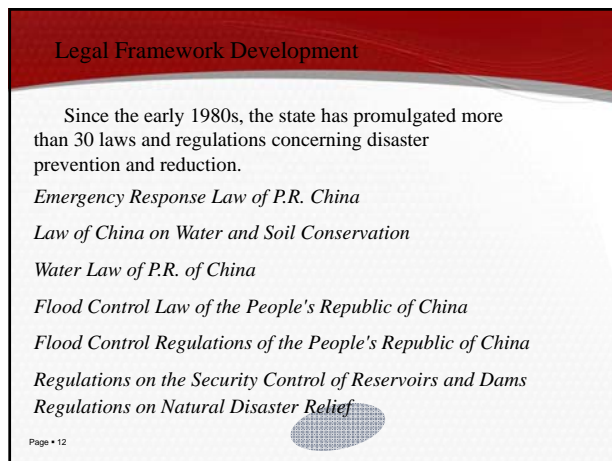 Legal Framework Development
Since the early 1980s, the state has promulgated more
than 30 laws and regulations concerning disaster
prevention and reduction.
Emergency Response Law of P.R. China
Law of China on Water and Soil Conservation
Water Law of P.R. of China
Flood Control Law of the People's Republic of China
Flood Control Regulations of the People's Republic of China
Regulations on the Security Control of Reservoirs and Dams
Regulations on Natural Disaster Relief
Page ▪ 12